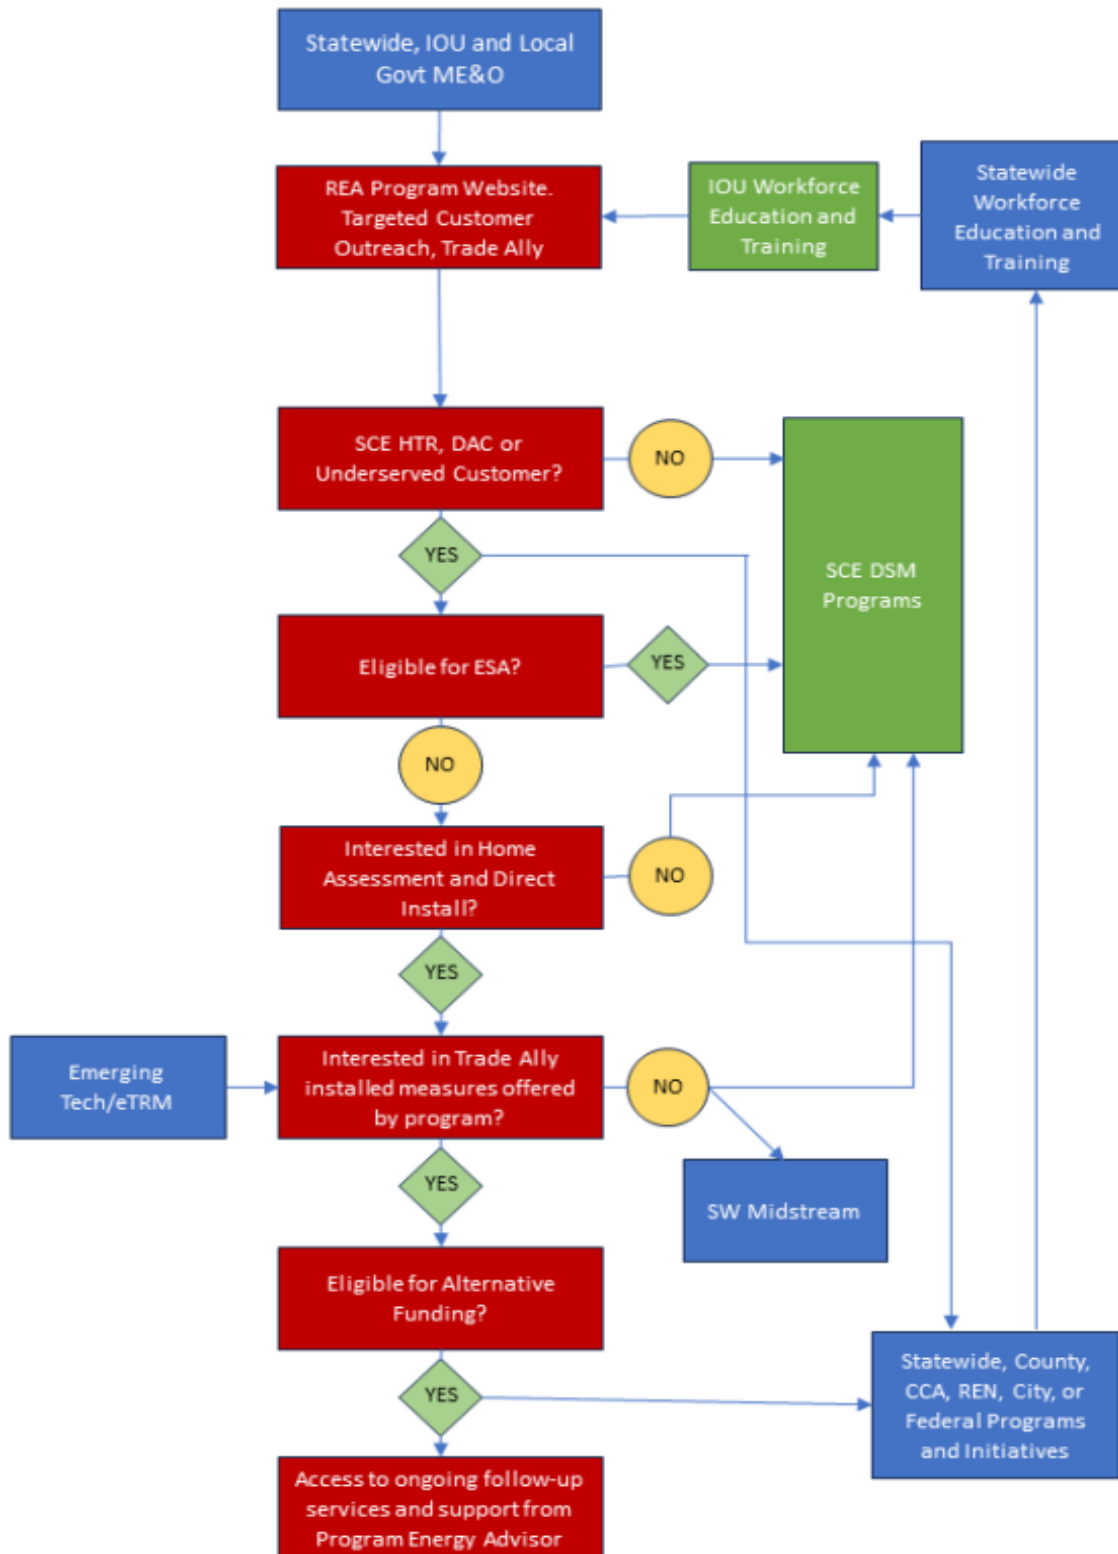 Statewide, IOU and Local
Govt ME&O
REA Program Website.
Targeted Customer
Outreach, Trade Ally
IOU Workforce
Education and
Training
Statewide
Workforce
Education and
Training
SCE HTR, DAC or
Underserved Customer?
NO
YES
SCE DSM
Programs
Eligible for ESA?
YES
NO
Interested in Home
Assessment and Direct
Install?
NO
YES
Emerging
Tech/eTRM
Interested in Trade Ally
installed measures offered
by program?
NO
YES
SW Midstream
Eligible for Alternative
Funding?
YES
Statewide, County,
CCA, REN, City, or
Federal Programs
and Initiatives
Access to ongoing follow-up
services and support from
Program Energy Advisor